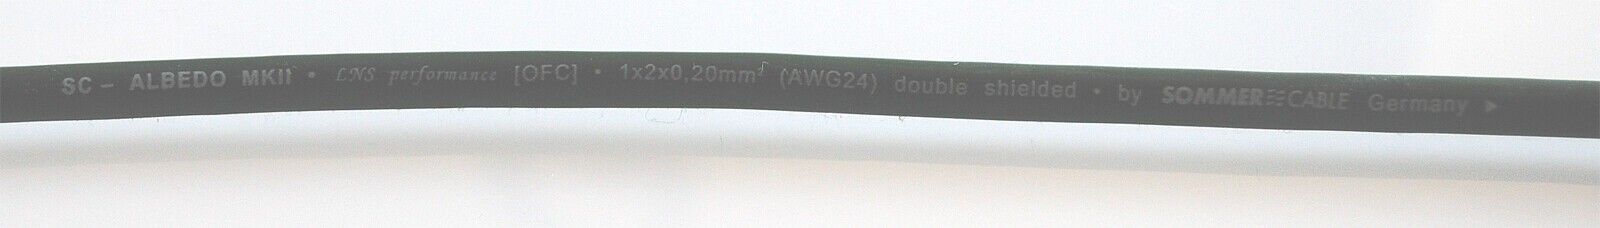 SC – ALBEDO MKII • LNS performance [OFC] • 1x2x0,20mm² (AWG24) double shielded • by SOMMER CABLE Germany ►